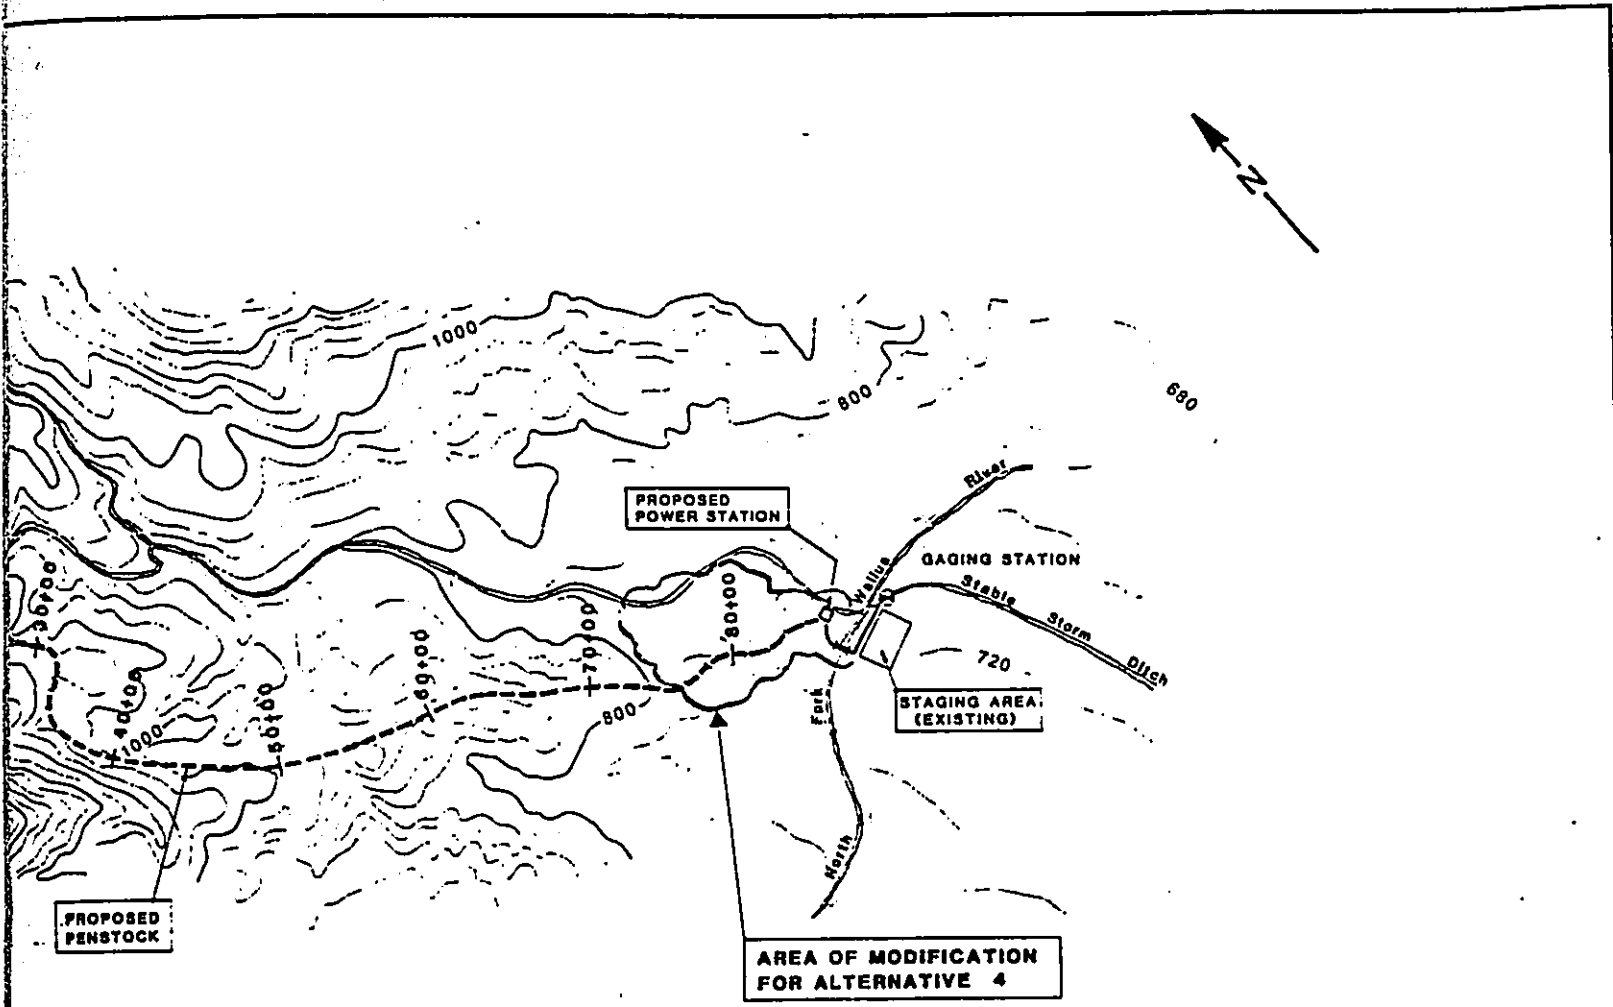 N
1000
800
680
River
PROPOSED
POWER STATION
GAGING STATION
Wailua
Stable
Storm
Ditch
30+00
40+00
50+00
60+00
70+00
80+00
1000
800
720
STAGING AREA
(EXISTING)
Fork
North
PROPOSED
PENSTOCK
AREA OF MODIFICATION
FOR ALTERNATIVE 4